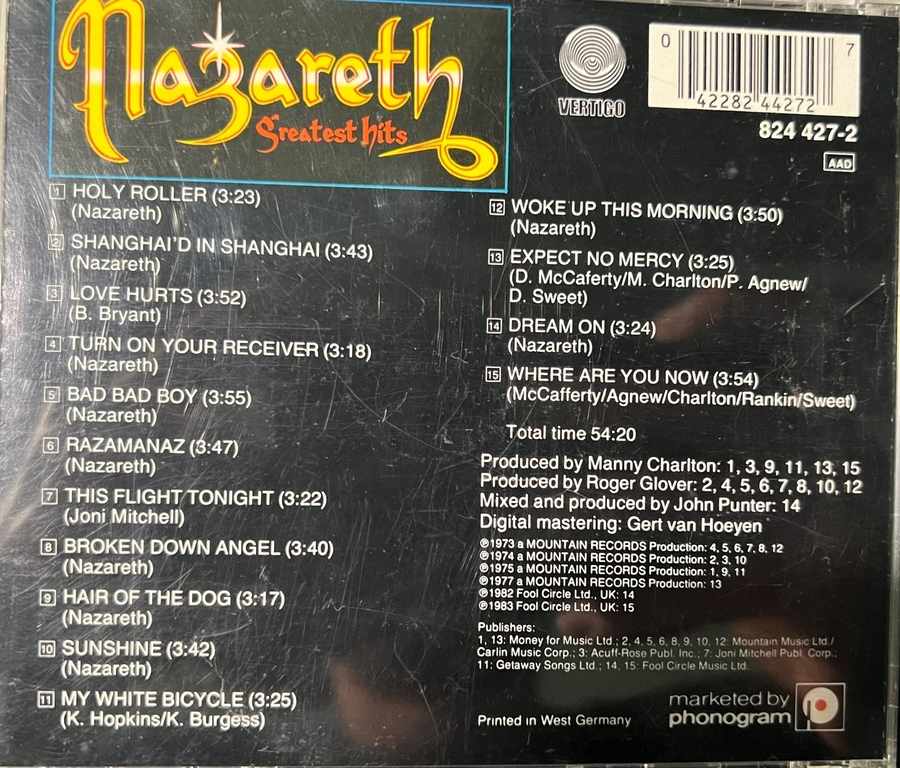 Nazareth
Greatest hits
VERTIGO
0 42282 44272 7
824 427-2
AAD
1 HOLY ROLLER (3:23)
(Nazareth)
2 SHANGHAI'D IN SHANGHAI (3:43)
(Nazareth)
3 LOVE HURTS (3:52)
(B. Bryant)
4 TURN ON YOUR RECEIVER (3:18)
(Nazareth)
5 BAD BAD BOY (3:55)
(Nazareth)
6 RAZAMANAZ (3:47)
(Nazareth)
7 THIS FLIGHT TONIGHT (3:22)
(Joni Mitchell)
8 BROKEN DOWN ANGEL (3:40)
(Nazareth)
9 HAIR OF THE DOG (3:17)
(Nazareth)
10 SUNSHINE (3:42)
(Nazareth)
11 MY WHITE BICYCLE (3:25)
(K. Hopkins/K. Burgess)
12 WOKE UP THIS MORNING (3:50)
(Nazareth)
13 EXPECT NO MERCY (3:25)
(D. McCaferty/M. Charlton/P. Agnew/
D. Sweet)
14 DREAM ON (3:24)
(Nazareth)
15 WHERE ARE YOU NOW (3:54)
(McCafferty/Agnew/Charlton/Rankin/Sweet)
Total time 54:20
Produced by Manny Charlton: 1, 3, 9, 11, 13, 15
Produced by Roger Glover: 2, 4, 5, 6, 7, 8, 10, 12
Mixed and produced by John Punter: 14
Digital mastering: Gert van Hoeyen
℗1973 a MOUNTAIN RECORDS Production: 4, 5, 6, 7, 8, 12
℗1974 a MOUNTAIN RECORDS Production: 2, 3, 10
℗1975 a MOUNTAIN RECORDS Production: 1, 9, 11
℗1977 a MOUNTAIN RECORDS Production: 13
℗1982 Fool Circle Ltd., UK: 14
℗1983 Fool Circle Ltd., UK: 15
Publishers:
1, 13: Money for Music Ltd.; 2, 4, 5, 6, 8, 9, 10, 12: Mountain Music Ltd./
Carlin Music Corp.; 3: Acuff-Rose Publ. Inc.; 7: Joni Mitchell Publ. Corp.;
11: Getaway Songs Ltd.; 14, 15: Fool Circle Music Ltd.
Printed in West Germany
marketed by
phonogram